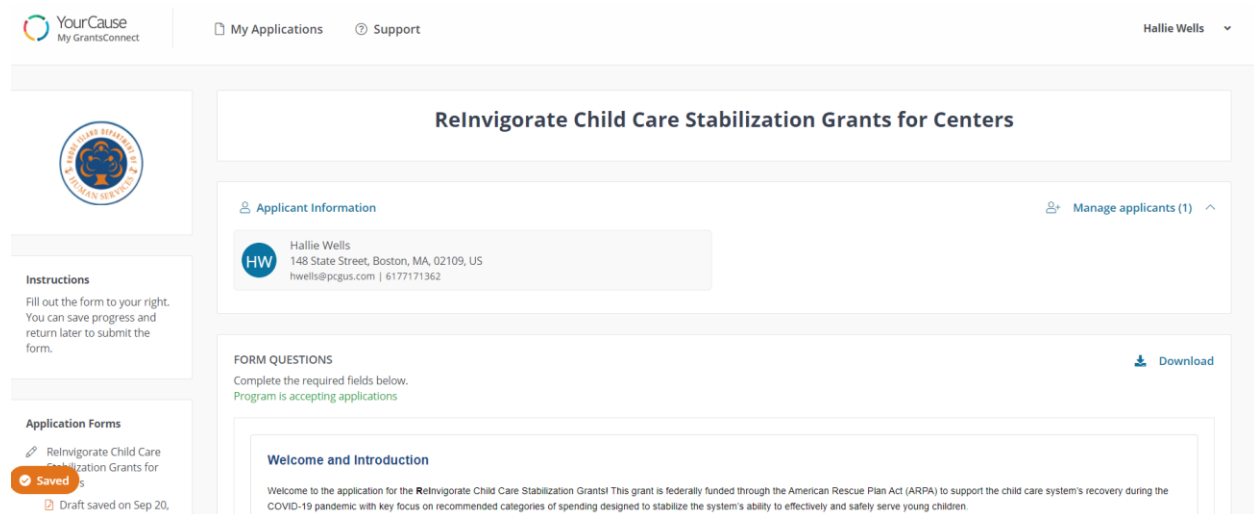 YourCause
My GrantsConnect
My Applications
Support
Hallie Wells
RHODE ISLAND DEPARTMENT OF
HUMAN SERVICES
Instructions
Fill out the form to your right.
You can save progress and
return later to submit the
form.
Application Forms
ReInvigorate Child Care
Stabilization Grants for
s
Saved
Draft saved on Sep 20,
ReInvigorate Child Care Stabilization Grants for Centers
Applicant Information
Manage applicants (1)
HW
Hallie Wells
148 State Street, Boston, MA, 02109, US
hwells@pcgus.com | 6177171362
FORM QUESTIONS
Download
Complete the required fields below.
Program is accepting applications
Welcome and Introduction
Welcome to the application for the ReInvigorate Child Care Stabilization Grants! This grant is federally funded through the American Rescue Plan Act (ARPA) to support the child care system's recovery during the
COVID-19 pandemic with key focus on recommended categories of spending designed to stabilize the system's ability to effectively and safely serve young children.